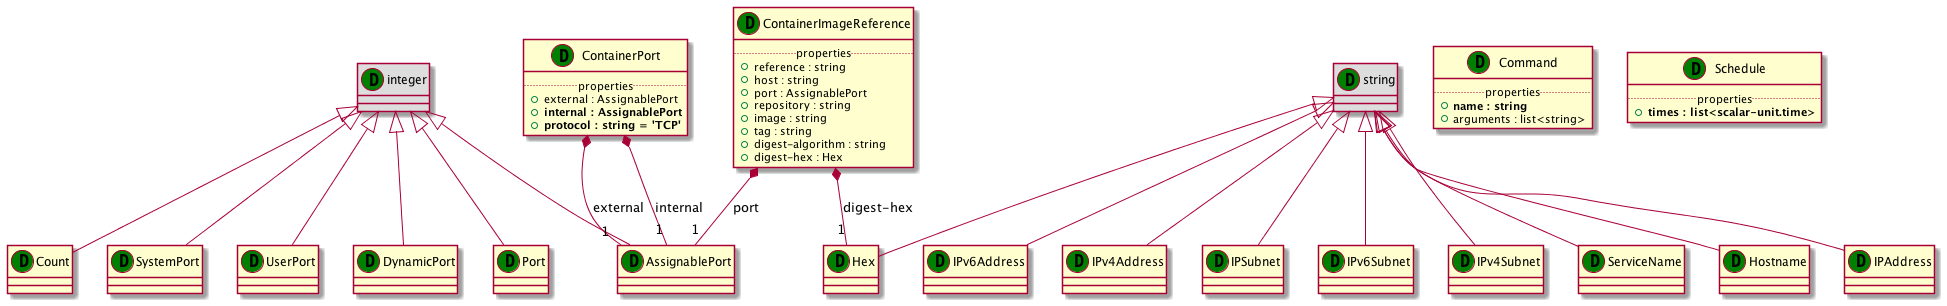 D ContainerImageReference
properties
reference : string
host : string
port : AssignablePort
repository : string
image : string
tag : string
digest-algorithm : string
digest-hex : Hex
D ContainerPort
properties
external : AssignablePort
internal : AssignablePort
protocol : string = 'TCP'
D integer
D string
D Command
properties
name : string
arguments : list<string>
D Schedule
properties
times : list<scalar-unit.time>
external
internal
port
digest-hex
1
1
1
1
D Count
D SystemPort
D UserPort
D DynamicPort
D Port
D AssignablePort
D Hex
D IPv6Address
D IPv4Address
D IPSubnet
D IPv6Subnet
D IPv4Subnet
D ServiceName
D Hostname
D IPAddress